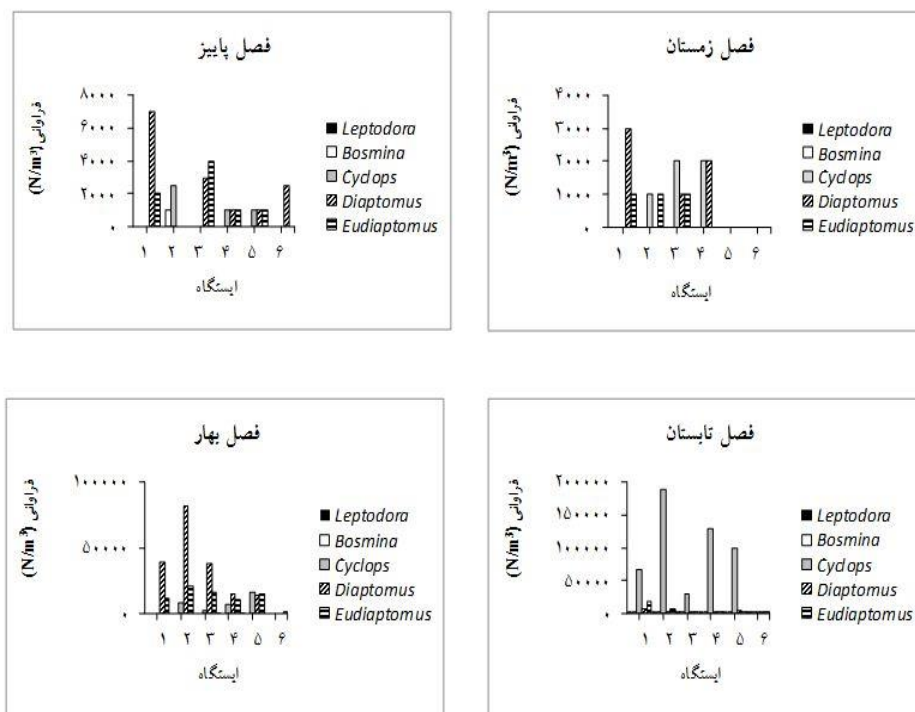 فصل پاییز
فراوانی (N/m³)
۸۰۰۰
۶۰۰۰
۴۰۰۰
۲۰۰۰
۰
۱ ۲ ۳ ۴ ۵ ۶
ایستگاه
Leptodora
Bosmina
Cyclops
Diaptomus
Eudiaptomus
فصل زمستان
فراوانی (N/m³)
۴۰۰۰
۳۰۰۰
۲۰۰۰
۱۰۰۰
۰
۱ ۲ ۳ ۴ ۵ ۶
ایستگاه
Leptodora
Bosmina
Cyclops
Diaptomus
Eudiaptomus
فصل بهار
فراوانی (N/m³)
۱۰۰۰۰۰
۵۰۰۰۰
۰
۱ ۲ ۳ ۴ ۵ ۶
ایستگاه
Leptodora
Bosmina
Cyclops
Diaptomus
Eudiaptomus
فصل تابستان
فراوانی (N/m³)
۲۰۰۰۰۰
۱۵۰۰۰۰
۱۰۰۰۰۰
۵۰۰۰۰
۰
۱ ۲ ۳ ۴ ۵ ۶
ایستگاه
Leptodora
Bosmina
Cyclops
Diaptomus
Eudiaptomus